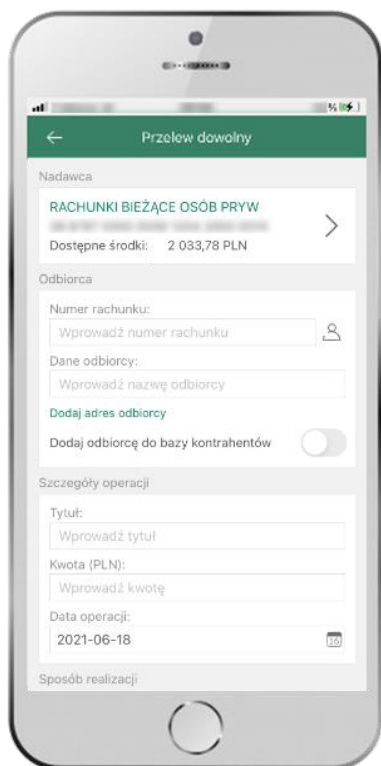 Przelew dowolny
Nadawca
RACHUNKI BIEŻĄCE OSÓB PRYW
Dostępne środki: 2 033,78 PLN
Odbiorca
Numer rachunku:
Wprowadź numer rachunku
Dane odbiorcy:
Wprowadź nazwę odbiorcy
Dodaj adres odbiorcy
Dodaj odbiorcę do bazy kontrahentów
Szczegóły operacji
Tytuł:
Wprowadź tytuł
Kwota (PLN):
Wprowadź kwotę
Data operacji:
2021-06-18
Sposób realizacji